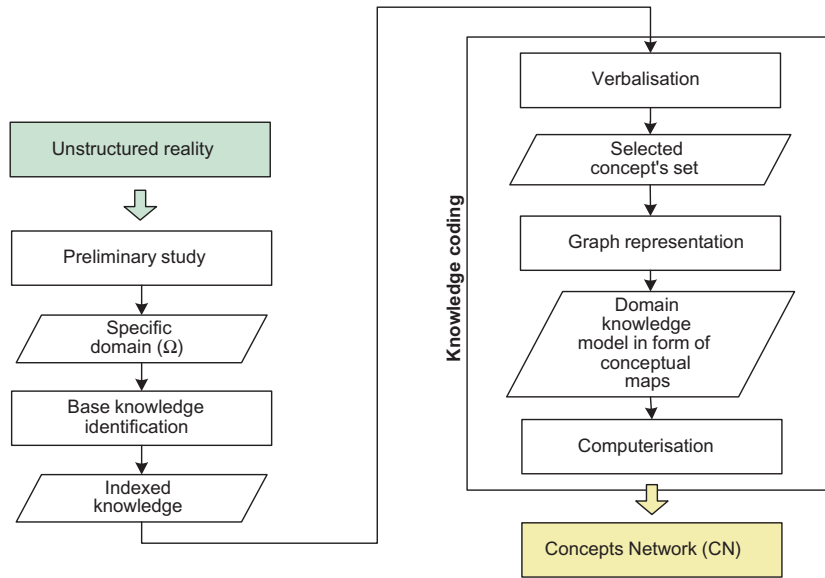 Unstructured reality
Preliminary study
Specific
domain (Ω)
Base knowledge
identification
Indexed
knowledge
Knowledge coding
Verbalisation
Selected
concept's set
Graph representation
Domain
knowledge
model in form of
conceptual
maps
Computerisation
Concepts Network (CN)